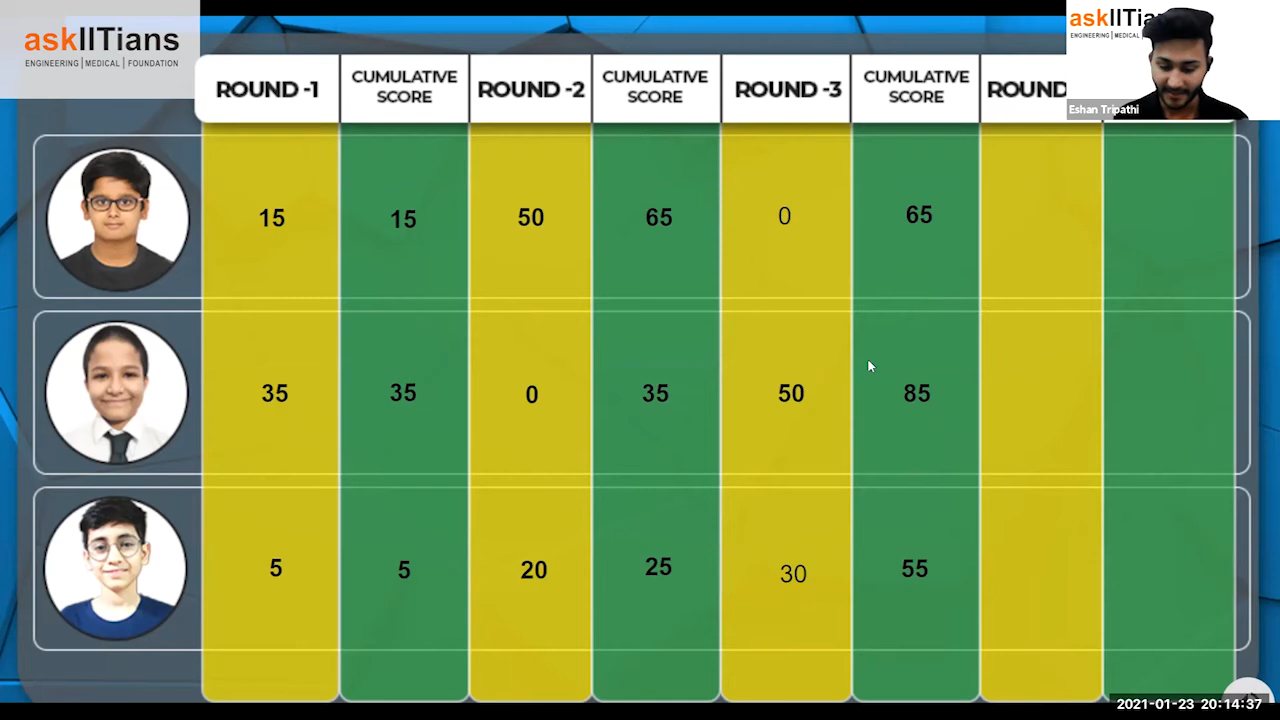 askIITians
ENGINEERING | MEDICAL | FOUNDATION
askIITia
ENGINEERING | MEDICAL
Eshan Tripathi
ROUND -1
CUMULATIVE
SCORE
ROUND -2
CUMULATIVE
SCORE
ROUND -3
CUMULATIVE
SCORE
ROUND
15 15 50 65 0 65
35 35 0 35 50 85
5 5 20 25 30 55
2021-01-23 20:14:37